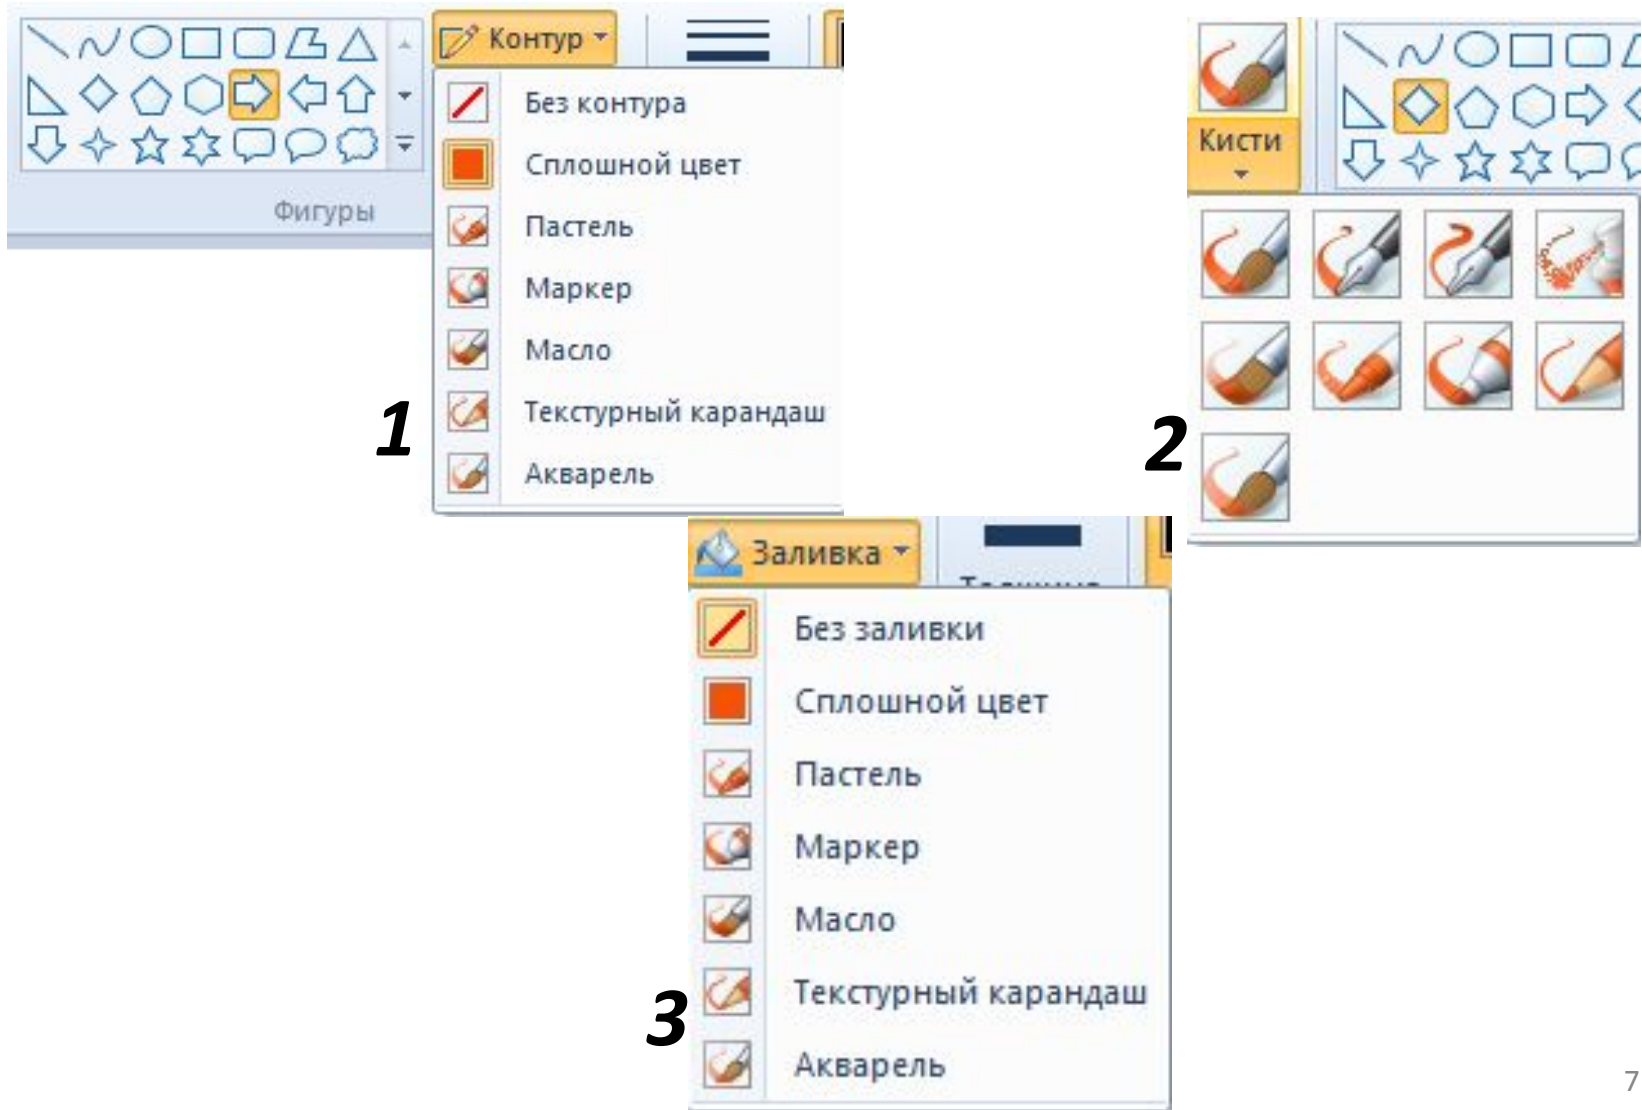 Контур
Без контура
Сплошной цвет
Пастель
Маркер
Масло
Текстурный карандаш
Акварель
Фигуры
1
Кисти
2
Заливка
Без заливки
Сплошной цвет
Пастель
Маркер
Масло
Текстурный карандаш
Акварель
3
7